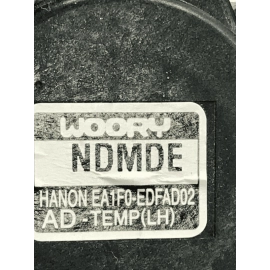 WOORY
NDMDE
HANON EA1F0-EDFAD02
AD -TEMP(LH)